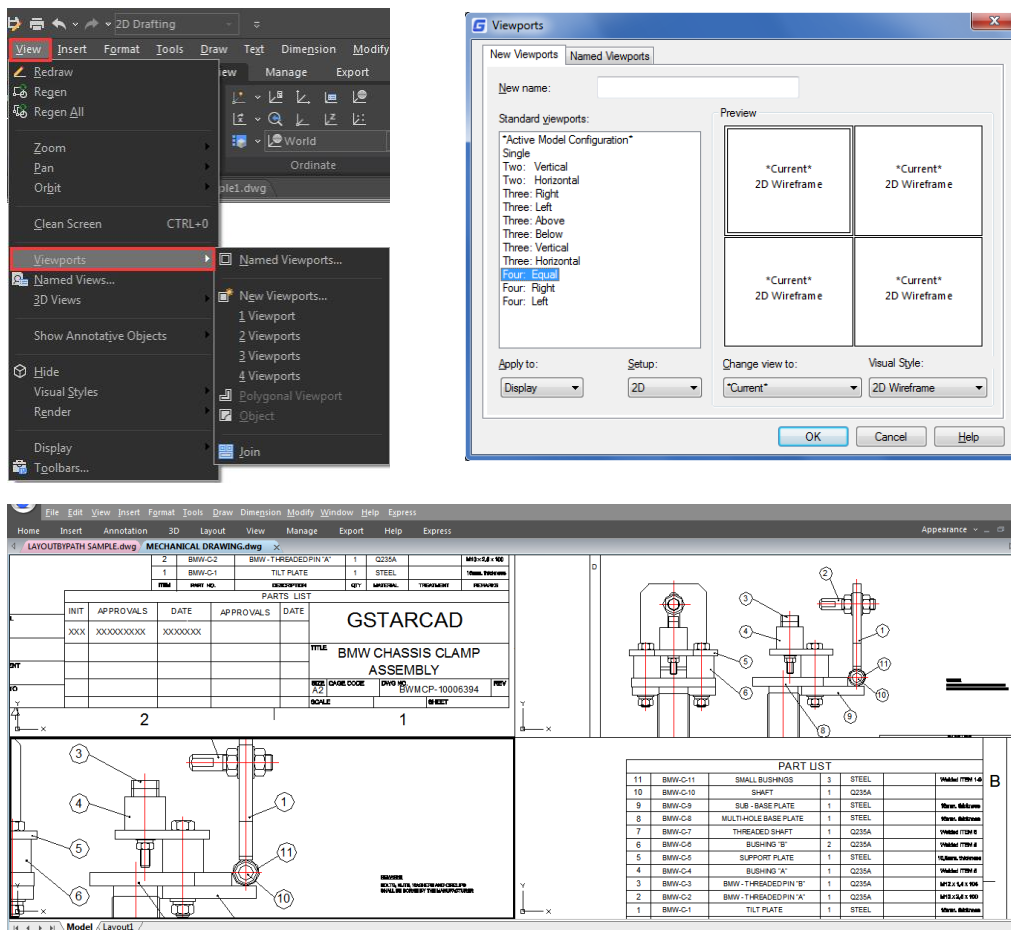 2D Drafting
View Insert Format Tools Draw Text Dimension Modify
Redraw
Regen
Regen All
Zoom
Pan
Orbit
Clean Screen CTRL+0
Viewports
Named Views...
3D Views
Show Annotative Objects
Hide
Visual Styles
Render
Display
Toolbars...
ew Manage Export
World
Ordinate
ple1.dwg
Named Viewports...
New Viewports...
1 Viewport
2 Viewports
3 Viewports
4 Viewports
Polygonal Viewport
Object
Join
Viewports
New Viewports Named Viewports
New name:
Standard viewports:
*Active Model Configuration*
Single
Two: Vertical
Two: Horizontal
Three: Right
Three: Left
Three: Above
Three: Below
Three: Vertical
Three: Horizontal
Four: Equal
Four: Right
Four: Left
Preview
*Current* *Current*
2D Wireframe 2D Wireframe
*Current* *Current*
2D Wireframe 2D Wireframe
Apply to: Setup: Change view to: Visual Style:
Display 2D *Current* 2D Wireframe
OK Cancel Help
File Edit View Insert Format Tools Draw Dimension Modify Window Help Express
Home Insert Annotation 3D Layout View Manage Export Help Express Appearance
LAYOUTBYPATH SAMPLE.dwg MECHANICAL DRAWING.dwg
2 BMW-C-2 BMW - THREADED PIN "A" 1 Q235A
1 BMW-C-1 TILT PLATE 1 STEEL
ITEM PART NO. DESCRIPTION QTY MATERIAL TREATMENT REMARKS
PARTS LIST
INIT APPROVALS DATE APPROVALS DATE
XXX XXXXXXXXX XXXXXXX
GSTARCAD
TITLE BMW CHASSIS CLAMP
ASSEMBLY
SIZE CAGE CODE DWG NO REV
A2 BWMCP-10006394
SCALE SHEET
2 1
Y
X
D
2
3
4
1
5
11
6
10
9
8
Y
X
3
4
1
5
11
6
10
Y
X
PART LIST
B
11 BMW-C-11 SMALL BUSHINGS 3 STEEL
10 BMW-C-10 SHAFT 1 Q235A
9 BMW-C-9 SUB - BASE PLATE 1 STEEL
8 BMW-C-8 MULTI-HOLE BASE PLATE 1 STEEL
7 BMW-C-7 THREADED SHAFT 1 Q235A
6 BMW-C-6 BUSHING "B" 2 Q235A
5 BMW-C-5 SUPPORT PLATE 1 STEEL
4 BMW-C-4 BUSHING "A" 1 Q235A
3 BMW-C-3 BMW - THREADED PIN "B" 1 Q235A
2 BMW-C-2 BMW - THREADED PIN "A" 1 Q235A
1 BMW-C-1 TILT PLATE 1 STEEL
Y
X
Model Layout1